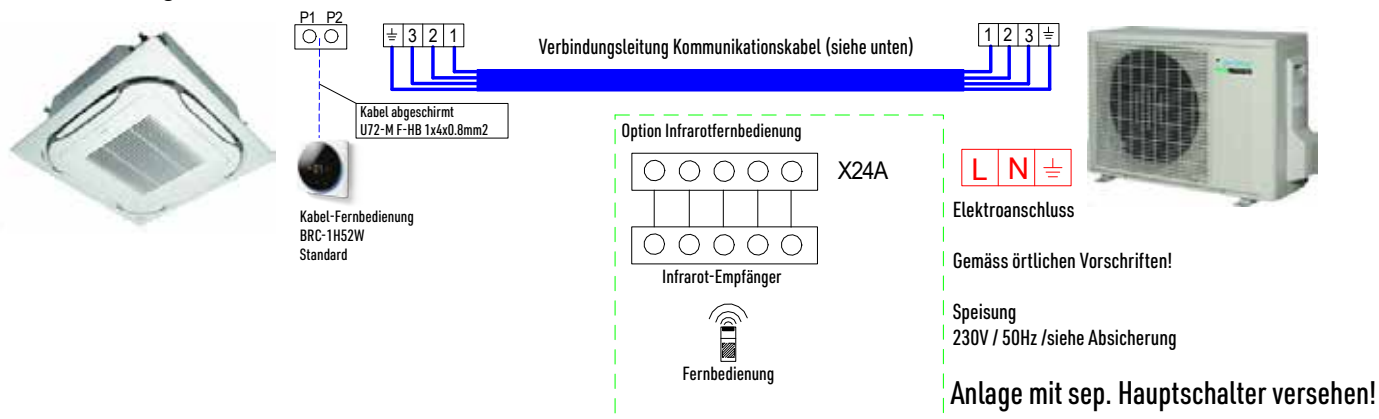 P1 P2
⏚ 3 2 1
Verbindungsleitung Kommunikationskabel (siehe unten)
1 2 3 ⏚
Kabel abgeschirmt
U72-M F-HB 1x4x0.8mm2
Kabel-Fernbedienung
BRC-1H52W
Standard
Option Infrarotfernbedienung
X24A
Infrarot-Empfänger
Fernbedienung
L N ⏚
Elektroanschluss
Gemäss örtlichen Vorschriften!
Speisung
230V / 50Hz /siehe Absicherung
Anlage mit sep. Hauptschalter versehen!